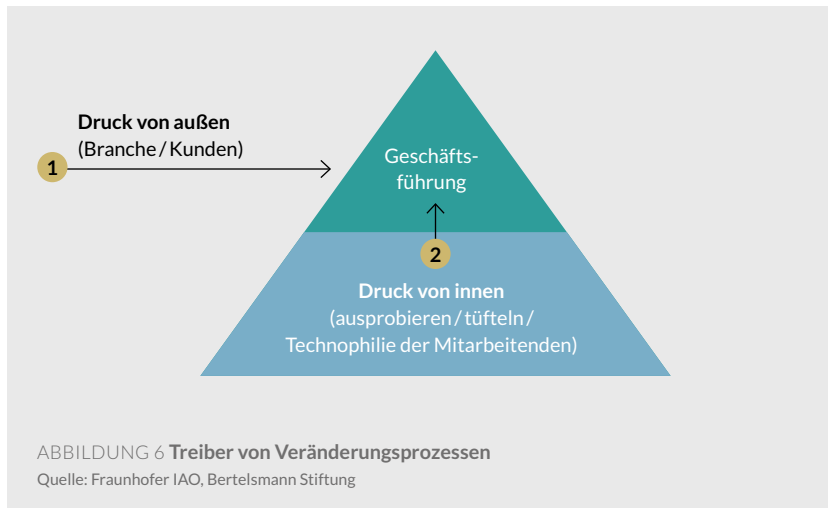 Druck von außen
(Branche / Kunden)
1
Geschäfts-
führung
2
Druck von innen
(ausprobieren / tüfteln /
Technophilie der Mitarbeitenden)
ABBILDUNG 6 Treiber von Veränderungsprozessen
Quelle: Fraunhofer IAO, Bertelsmann Stiftung